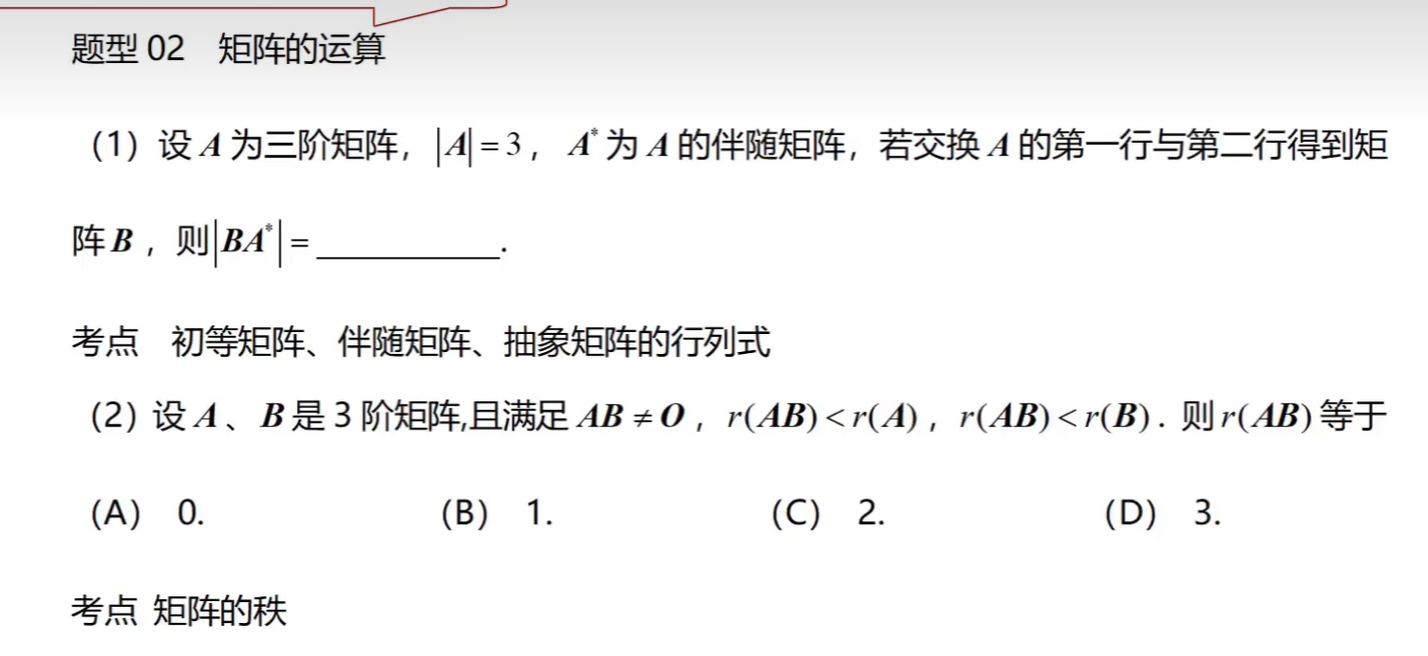 题型 02 矩阵的运算
（1）设 A 为三阶矩阵，|A| = 3， A* 为 A 的伴随矩阵，若交换 A 的第一行与第二行得到矩
阵 B ，则|BA*| = ________.
考点 初等矩阵、伴随矩阵、抽象矩阵的行列式
（2）设 A 、 B 是 3 阶矩阵,且满足 AB ≠ O ，r(AB) < r(A) ，r(AB) < r(B) . 则 r(AB) 等于
（A） 0. （B） 1. （C） 2. （D） 3.
考点 矩阵的秩